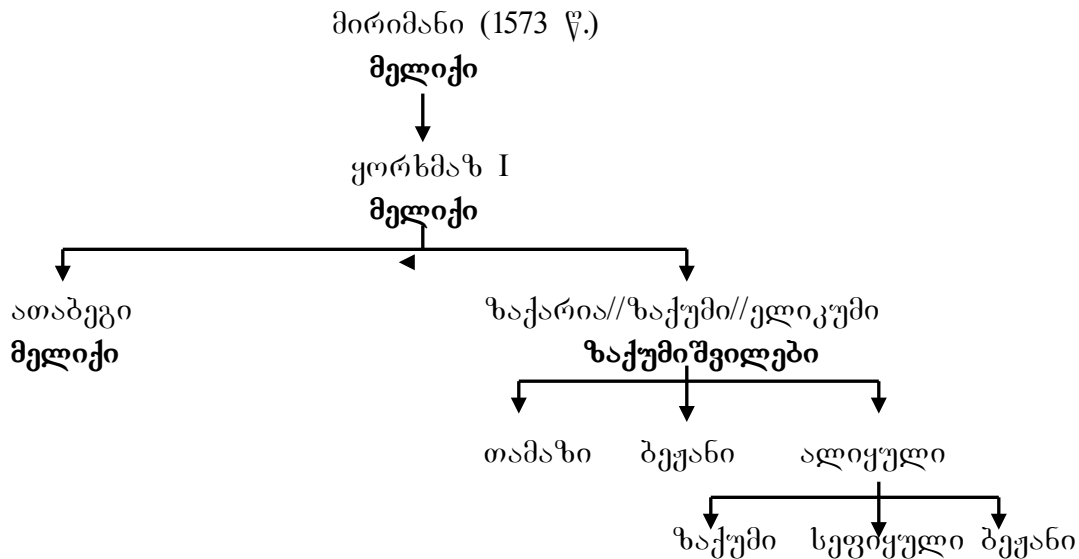 მირიმანი (1573 წ.)
მელიქი
ყორხმაზ I
მელიქი
ათაბეგი
მელიქი
ზაქარია//ზაქუმი//ელიკუმი
ზაქუმიშვილები
თამაზი ბეჟანი ალიყული
ზაქუმი სეფიყული ბეჟანი